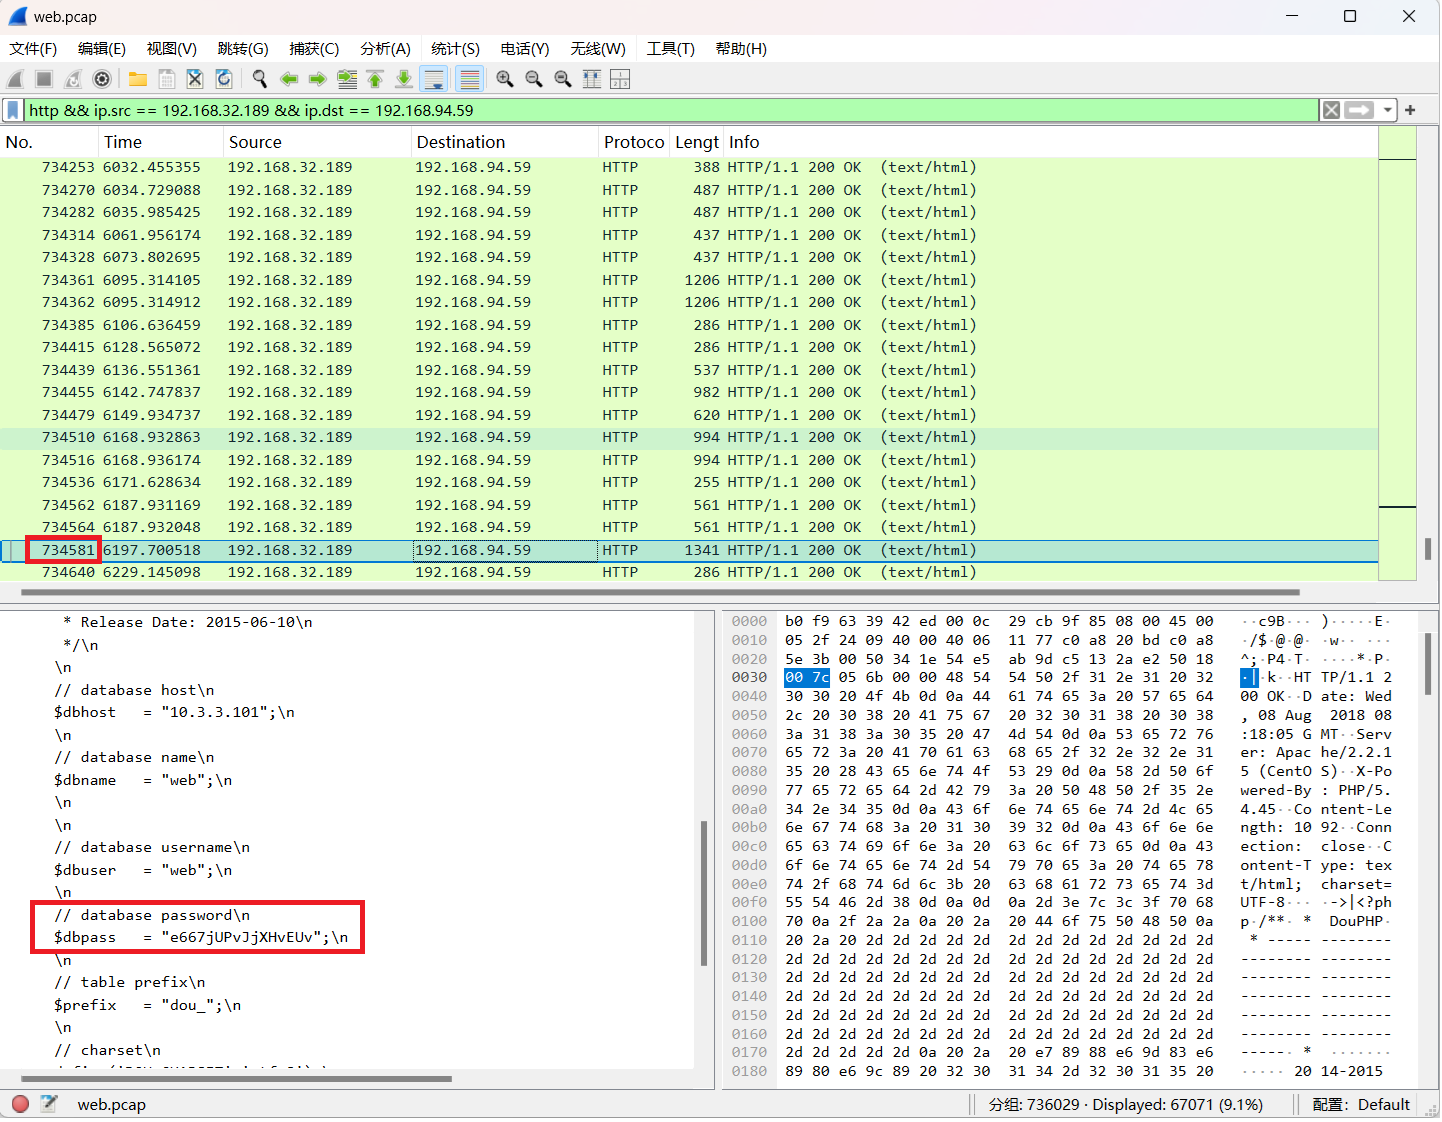 web.pcap
文件(F) 编辑(E) 视图(V) 跳转(G) 捕获(C) 分析(A) 统计(S) 电话(Y) 无线(W) 工具(T) 帮助(H)
http && ip.src == 192.168.32.189 && ip.dst == 192.168.94.59
No. Time Source Destination Protoco Lengt Info
734253 6032.455355 192.168.32.189 192.168.94.59 HTTP 388 HTTP/1.1 200 OK (text/html)
734270 6034.729088 192.168.32.189 192.168.94.59 HTTP 487 HTTP/1.1 200 OK (text/html)
734282 6035.985425 192.168.32.189 192.168.94.59 HTTP 487 HTTP/1.1 200 OK (text/html)
734314 6061.956174 192.168.32.189 192.168.94.59 HTTP 437 HTTP/1.1 200 OK (text/html)
734328 6073.802695 192.168.32.189 192.168.94.59 HTTP 437 HTTP/1.1 200 OK (text/html)
734361 6095.314105 192.168.32.189 192.168.94.59 HTTP 1206 HTTP/1.1 200 OK (text/html)
734362 6095.314912 192.168.32.189 192.168.94.59 HTTP 1206 HTTP/1.1 200 OK (text/html)
734385 6106.636459 192.168.32.189 192.168.94.59 HTTP 286 HTTP/1.1 200 OK (text/html)
734415 6128.565072 192.168.32.189 192.168.94.59 HTTP 286 HTTP/1.1 200 OK (text/html)
734439 6136.551361 192.168.32.189 192.168.94.59 HTTP 537 HTTP/1.1 200 OK (text/html)
734455 6142.747837 192.168.32.189 192.168.94.59 HTTP 982 HTTP/1.1 200 OK (text/html)
734479 6149.934737 192.168.32.189 192.168.94.59 HTTP 620 HTTP/1.1 200 OK (text/html)
734510 6168.932863 192.168.32.189 192.168.94.59 HTTP 994 HTTP/1.1 200 OK (text/html)
734516 6168.936174 192.168.32.189 192.168.94.59 HTTP 994 HTTP/1.1 200 OK (text/html)
734536 6171.628634 192.168.32.189 192.168.94.59 HTTP 255 HTTP/1.1 200 OK (text/html)
734562 6187.931169 192.168.32.189 192.168.94.59 HTTP 561 HTTP/1.1 200 OK (text/html)
734564 6187.932048 192.168.32.189 192.168.94.59 HTTP 561 HTTP/1.1 200 OK (text/html)
734581 6197.700518 192.168.32.189 192.168.94.59 HTTP 1341 HTTP/1.1 200 OK (text/html)
734640 6229.145098 192.168.32.189 192.168.94.59 HTTP 286 HTTP/1.1 200 OK (text/html)
* Release Date: 2015-06-10\n
*/\n
\n
// database host\n
$dbhost = "10.3.3.101";\n
\n
// database name\n
$dbname = "web";\n
\n
\n
// database username\n
$dbuser = "web";\n
\n
// database password\n
$dbpass = "e667jUPvJjXHvEUv";\n
\n
// table prefix\n
$prefix = "dou_";\n
\n
// charset\n
0000 b0 f9 63 39 42 ed 00 0c 29 cb 9f 85 08 00 45 00 ··c9B··· )·····E·
0010 05 2f 24 09 40 00 40 06 11 77 c0 a8 20 bd c0 a8 ·/$·@·@· ·w·· ···
0020 5e 3b 00 50 34 1e 54 e5 ab 9d c5 13 2a e2 50 18 ^;·P4·T· ····*·P·
0030 00 7c 05 6b 00 00 48 54 54 50 2f 31 2e 31 20 32 ·|·k··HT TP/1.1 2
0040 30 30 20 4f 4b 0d 0a 44 61 74 65 3a 20 57 65 64 00 OK··D ate: Wed
0050 2c 20 30 38 20 41 75 67 20 32 30 31 38 20 30 38 , 08 Aug 2018 08
0060 3a 31 38 3a 30 35 20 47 4d 54 0d 0a 53 65 72 76 :18:05 G MT··Serv
0070 65 72 3a 20 41 70 61 63 68 65 2f 32 2e 32 2e 31 er: Apac he/2.2.1
0080 35 20 28 43 65 6e 74 4f 53 29 0d 0a 58 2d 50 6f 5 (CentO S)··X-Po
0090 77 65 72 65 64 2d 42 79 3a 20 50 48 50 2f 35 2e wered-By : PHP/5.
00a0 34 2e 34 35 0d 0a 43 6f 6e 74 65 6e 74 2d 4c 65 4.45··Co ntent-Le
00b0 6e 67 74 68 3a 20 31 30 39 32 0d 0a 43 6f 6e 6e ngth: 10 92··Conn
00c0 65 63 74 69 6f 6e 3a 20 63 6c 6f 73 65 0d 0a 43 ection: close··C
00d0 6f 6e 74 65 6e 74 2d 54 79 70 65 3a 20 74 65 78 ontent-T ype: tex
00e0 74 2f 68 74 6d 6c 3b 20 63 68 61 72 73 65 74 3d t/html; charset=
00f0 55 54 46 2d 38 0d 0a 0d 0a 2d 3e 7c 3c 3f 70 68 UTF-8··· ·->|<?ph
0100 70 0a 2f 2a 2a 0a 20 2a 20 44 6f 75 50 48 50 0a p·/**· * DouPHP·
0110 20 2a 20 2d 2d 2d 2d 2d 2d 2d 2d 2d 2d 2d 2d 2d * ----- --------
0120 2d 2d 2d 2d 2d 2d 2d 2d 2d 2d 2d 2d 2d 2d 2d 2d -------- --------
0130 2d 2d 2d 2d 2d 2d 2d 2d 2d 2d 2d 2d 2d 2d 2d 2d -------- --------
0140 2d 2d 2d 2d 2d 2d 2d 2d 2d 2d 2d 2d 2d 2d 2d 2d -------- --------
0150 2d 2d 2d 2d 2d 2d 2d 2d 2d 2d 2d 2d 2d 2d 2d 2d -------- --------
0160 2d 2d 2d 2d 2d 2d 2d 2d 2d 2d 2d 2d 2d 2d 2d 2d -------- --------
0170 2d 2d 2d 2d 2d 0a 20 2a 20 e7 89 88 e6 9d 83 e6 -----· * ·······
0180 89 80 e6 9c 89 20 32 30 31 34 2d 32 30 31 35 20 ····· 20 14-2015
web.pcap 分组: 736029 · Displayed: 67071 (9.1%) 配置: Default